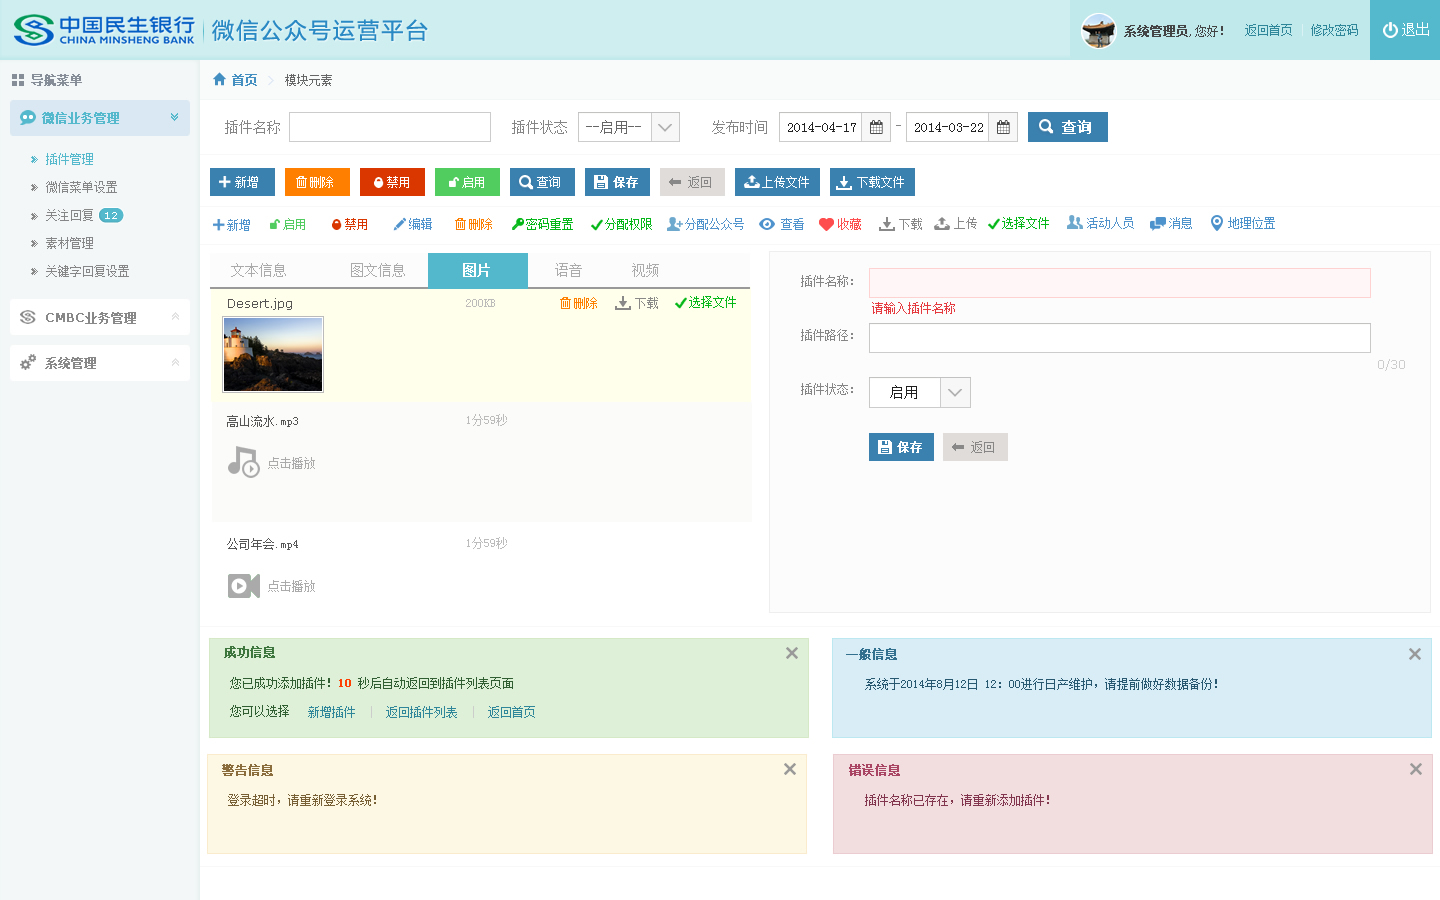 中国民生银行 CHINA MINSHENG BANK 微信公众号运营平台
系统管理员,您好! 返回首页 修改密码 退出
导航菜单
微信业务管理
插件管理
微信菜单设置
关注回复 12
素材管理
关键字回复设置
CMBC业务管理
系统管理
首页 模块元素
插件名称 插件状态 --启用-- 发布时间 2014-04-17 - 2014-03-22 查询
新增 删除 禁用 启用 查询 保存 返回 上传文件 下载文件
新增 启用 禁用 编辑 删除 密码重置 分配权限 分配公众号 查看 收藏 下载 上传 选择文件 活动人员 消息 地理位置
文本信息 图文信息 图片 语音 视频
Desert.jpg 200KB 删除 下载 选择文件
高山流水.mp3 1分59秒
点击播放
公司年会.mp4 1分59秒
点击播放
插件名称:
请输入插件名称
插件路径:
0/30
插件状态: 启用
保存 返回
成功信息
您已成功添加插件! 10 秒后自动返回到插件列表页面
您可以选择 新增插件 返回插件列表 返回首页
一般信息
系统于2014年8月12日 12: 00进行日产维护,请提前做好数据备份!
警告信息
登录超时,请重新登录系统!
错误信息
插件名称已存在,请重新添加插件!